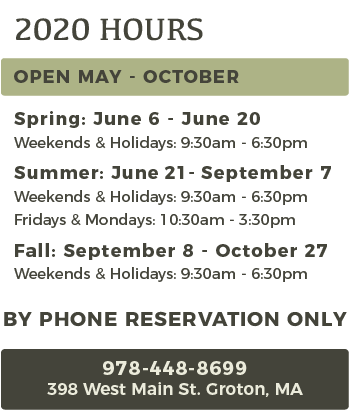 2020 HOURS
OPEN MAY - OCTOBER
Spring: June 6 - June 20
Weekends & Holidays: 9:30am - 6:30pm
Summer: June 21 - September 7
Weekends & Holidays: 9:30am - 6:30pm
Fridays & Mondays: 10:30am - 3:30pm
Fall: September 8 - October 27
Weekends & Holidays: 9:30am - 6:30pm
BY PHONE RESERVATION ONLY
978-448-8699
398 West Main St. Groton, MA